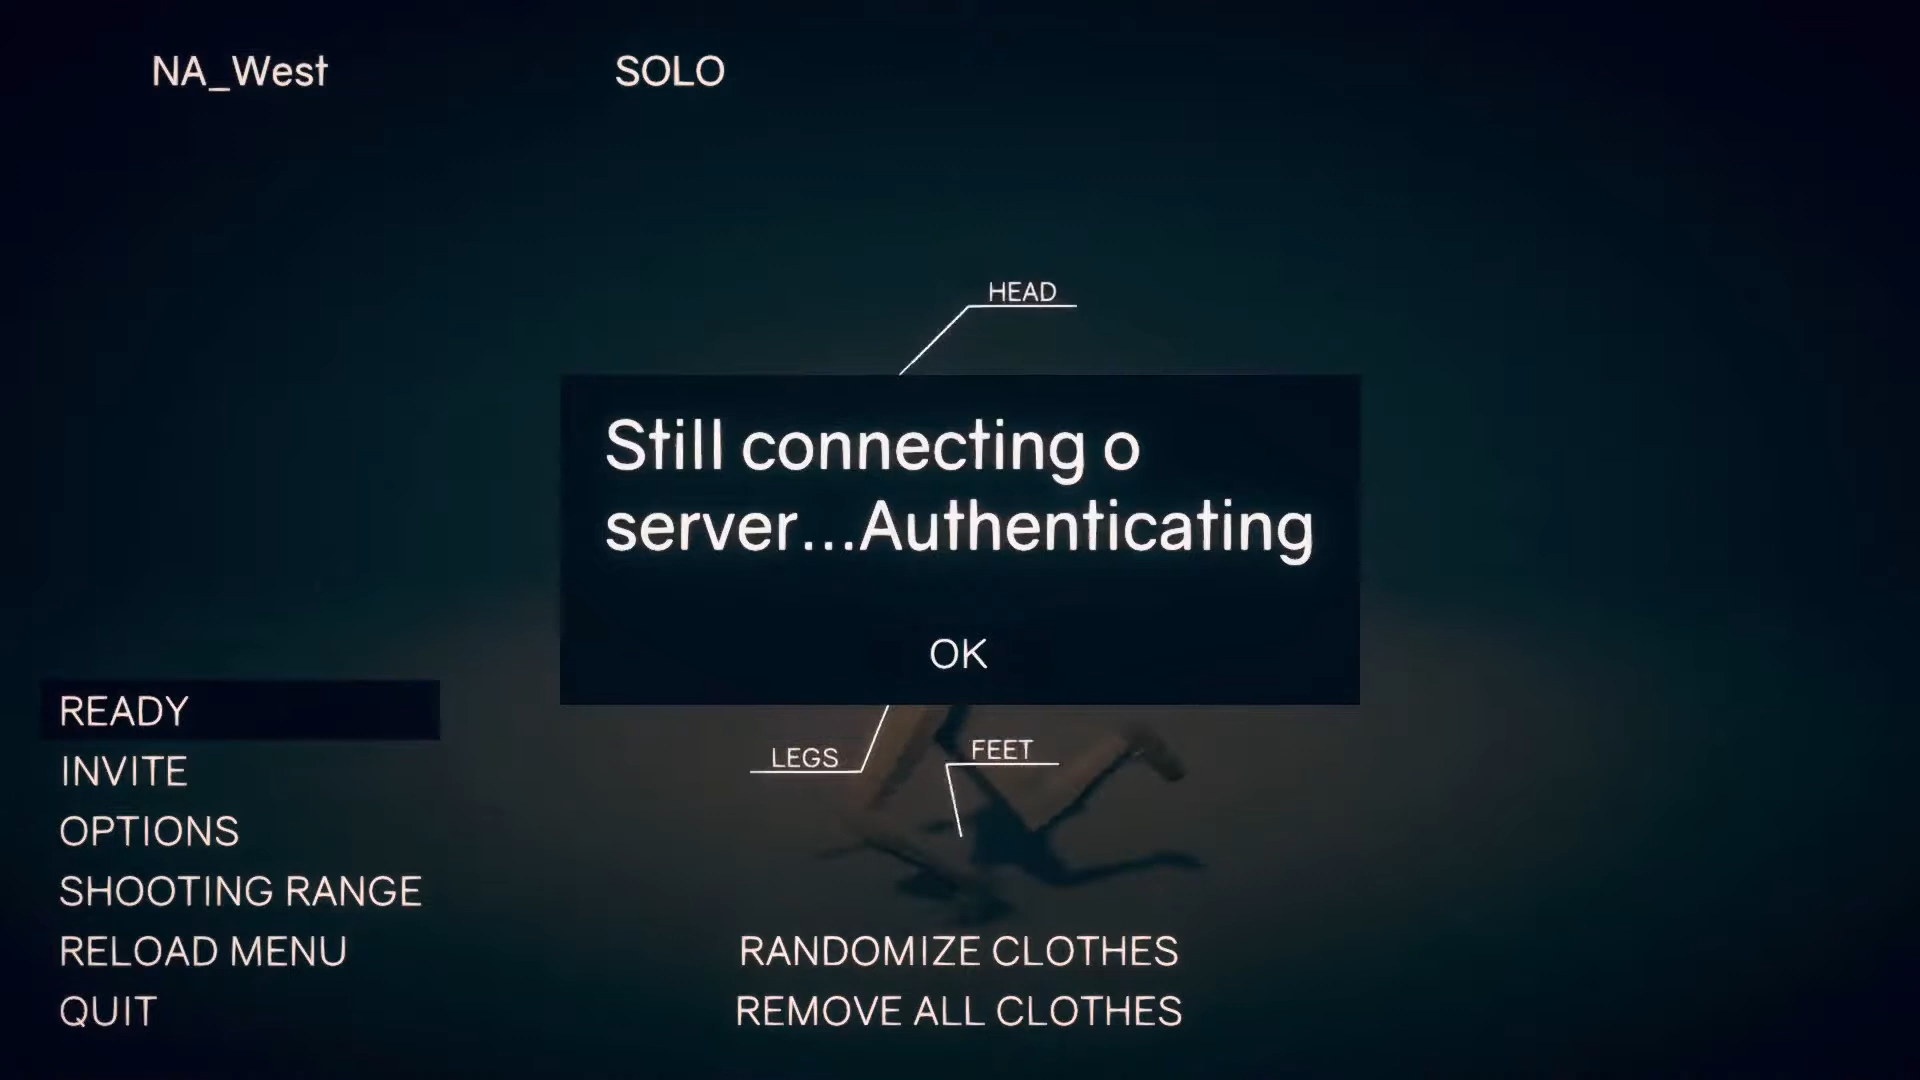 NA_West
SOLO
HEAD
Still connecting o
server...Authenticating
OK
READY
LEGS
FEET
INVITE
OPTIONS
SHOOTING RANGE
RELOAD MENU
RANDOMIZE CLOTHES
QUIT
REMOVE ALL CLOTHES